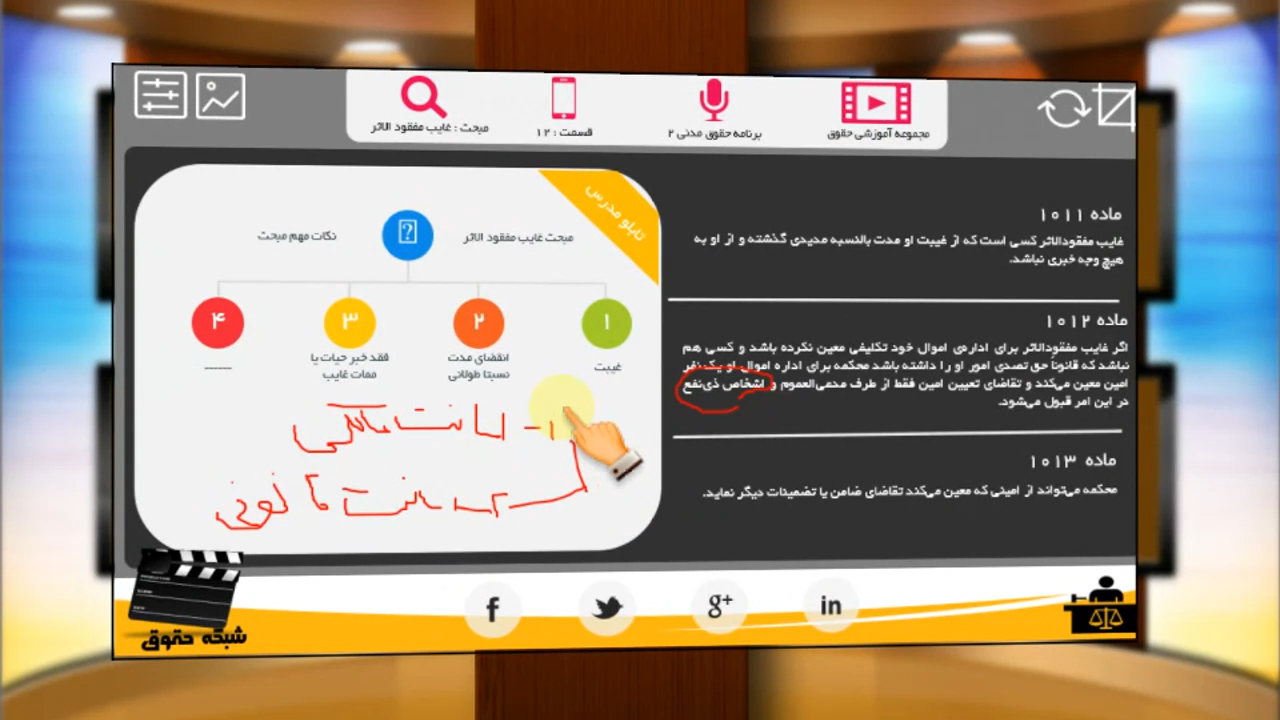 مجموعه آموزشی حقوق
برنامه حقوق مدنی ۲
قسمت : ۱۲
مبحث : غایب مفقود الاثر
ماده ۱۰۱۱
غایب مفقودالاثر کسی است که از غیبت او مدت بالنسبه مدیدی گذشته و از او به
هیچ وجه خبری نباشد.
ماده ۱۰۱۲
اگر غایب مفقودالاثر برای اداره‌ی اموال خود تکلیفی معین نکرده باشد و کسی هم
نباشد که قانوناً حق تصدی امور او را داشته باشد محکمه برای اداره اموال او یک نفر
امین معین می‌کند و تقاضای تعیین امین فقط از طرف مدعی‌العموم و اشخاص ذی‌نفع
در این امر قبول می‌شود.
ماده ۱۰۱۳
محکمه می‌تواند از امینی که معین می‌کند تقاضای ضامن یا تضمینات دیگر نماید.
تابلو مدرس
مبحث غایب مفقود الاثر
نکات مهم مبحث
۱
غیبت
۲
انقضای مدت
نسبتا طولانی
۳
فقد خبر حیات یا
ممات غایب
۴
------
۱- امانت مالکی
امانت قانونی
f
g+
in
شبکه حقوق